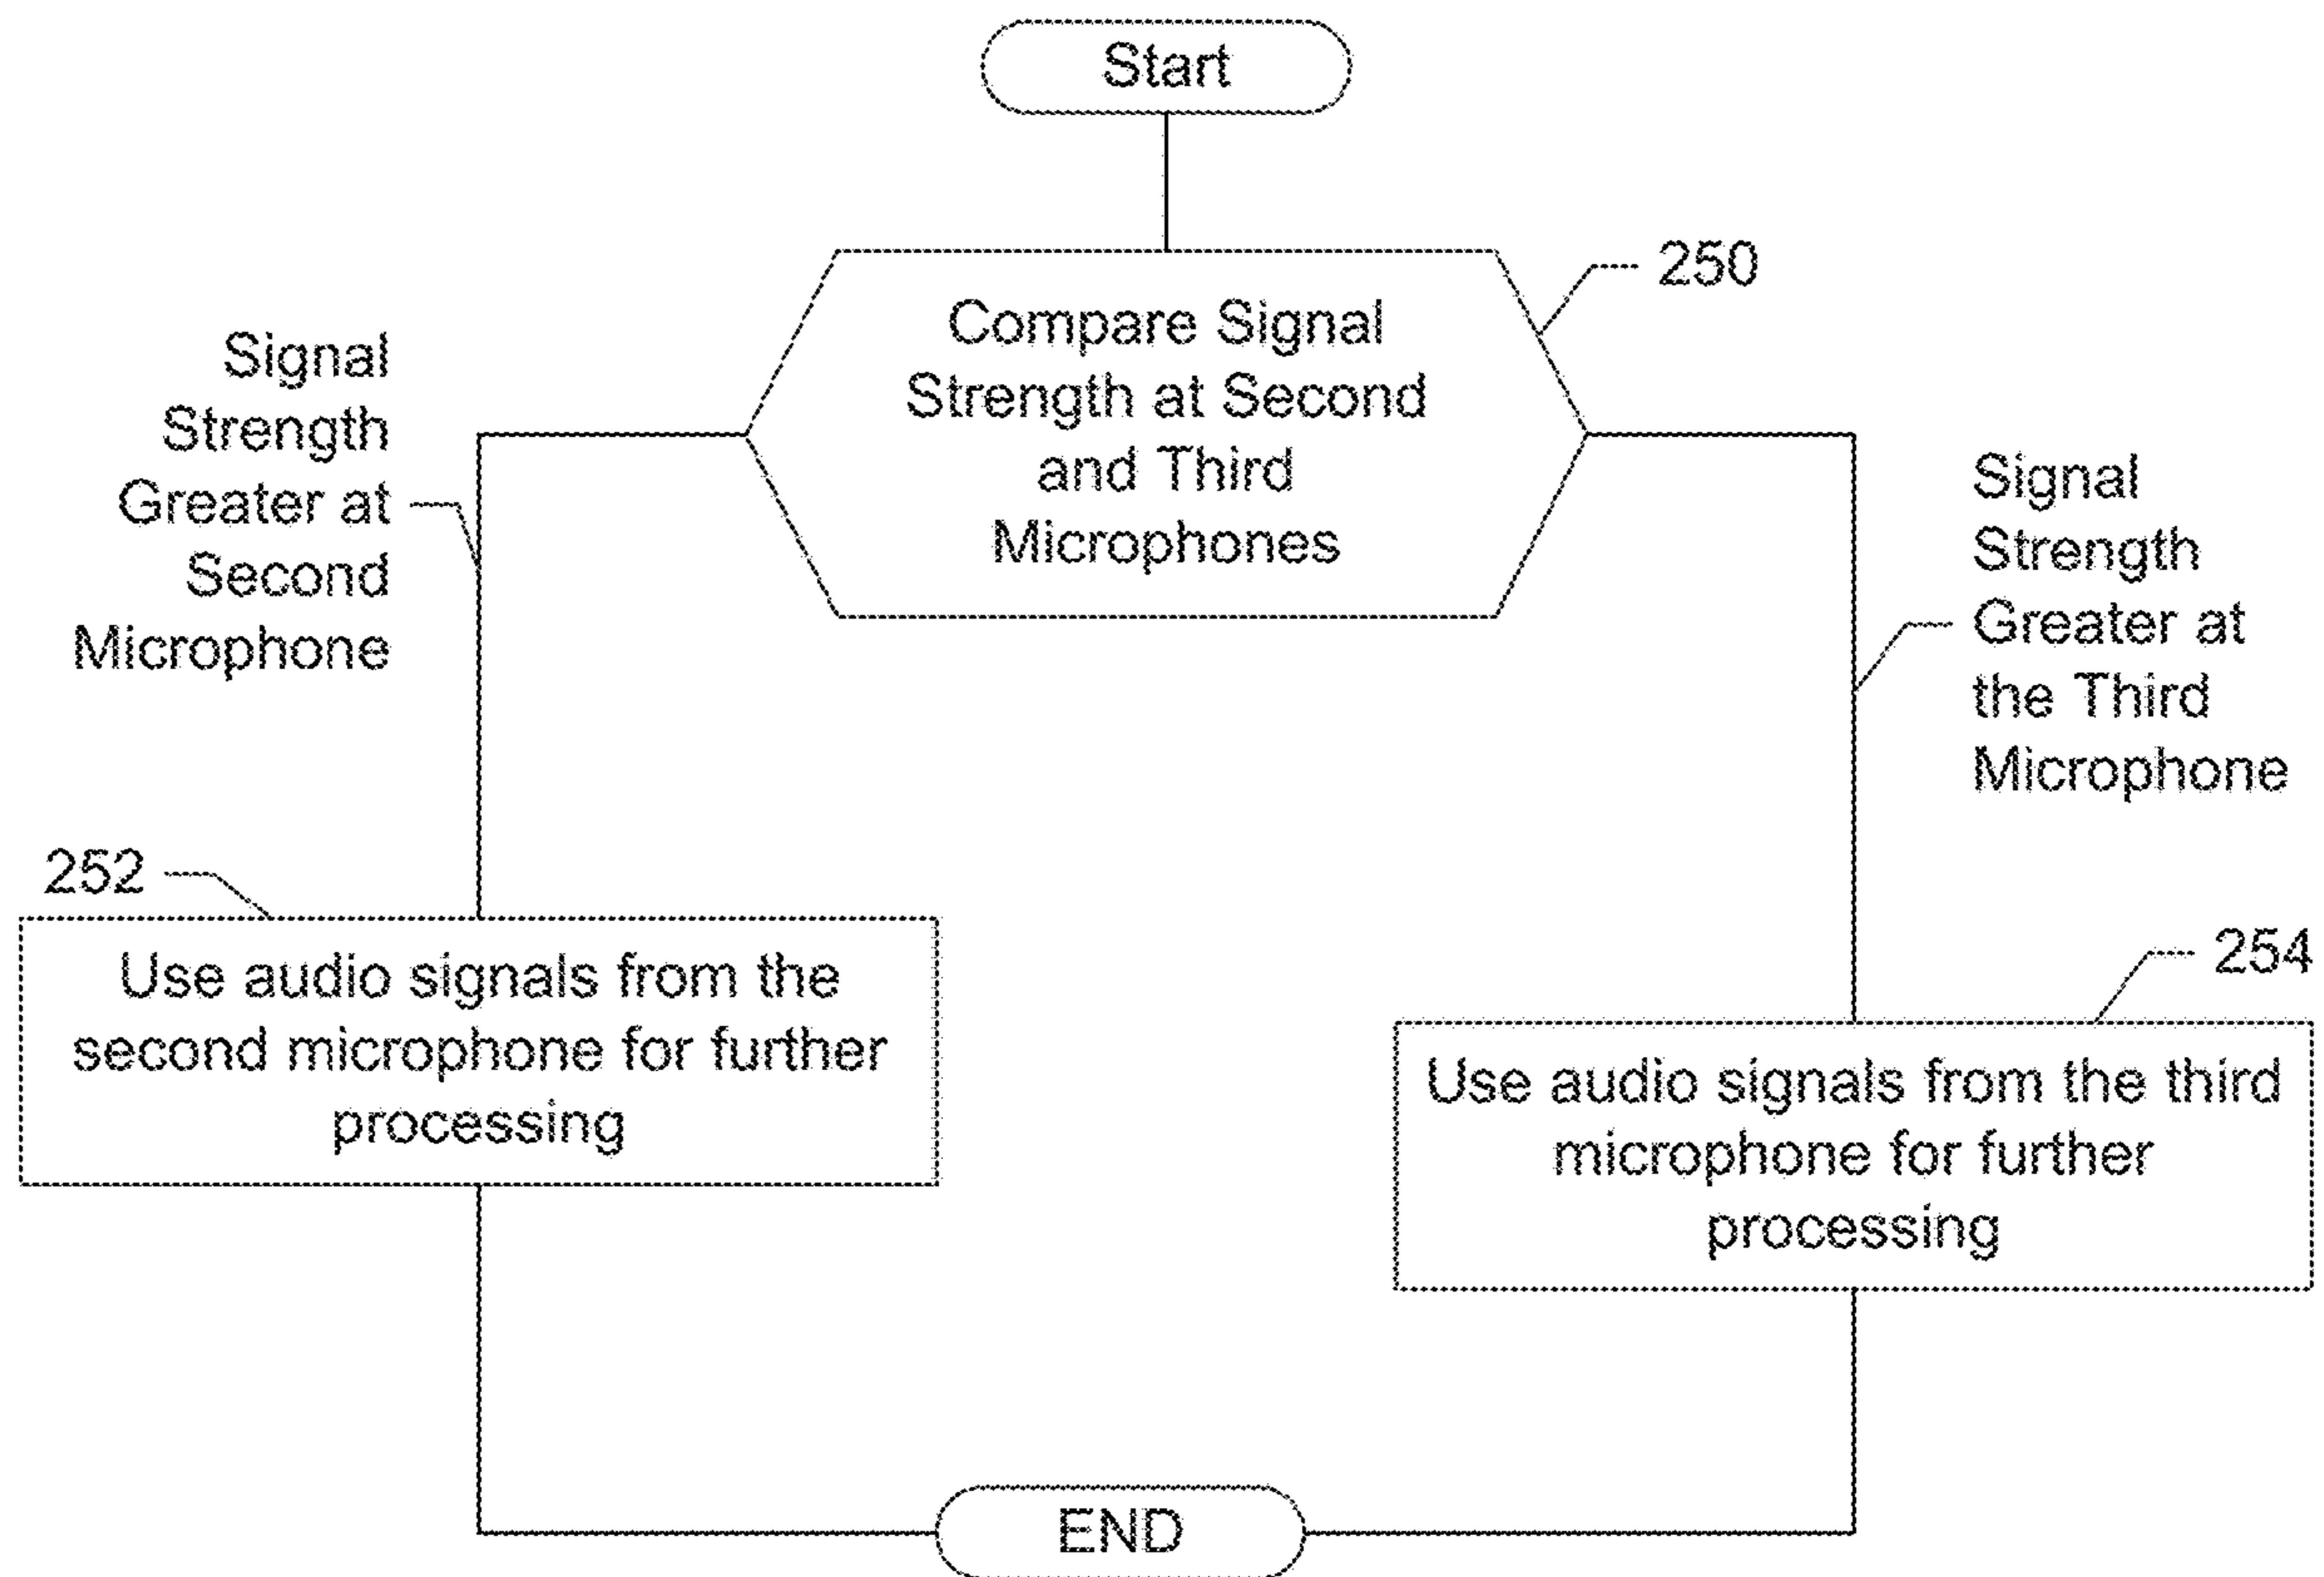 Start
250
Compare Signal
Strength at Second
and Third
Microphones
Signal
Strength
Greater at
Second
Microphone
Signal
Strength
Greater at
the Third
Microphone
252
Use audio signals from the
second microphone for further
processing
254
Use audio signals from the third
microphone for further
processing
END